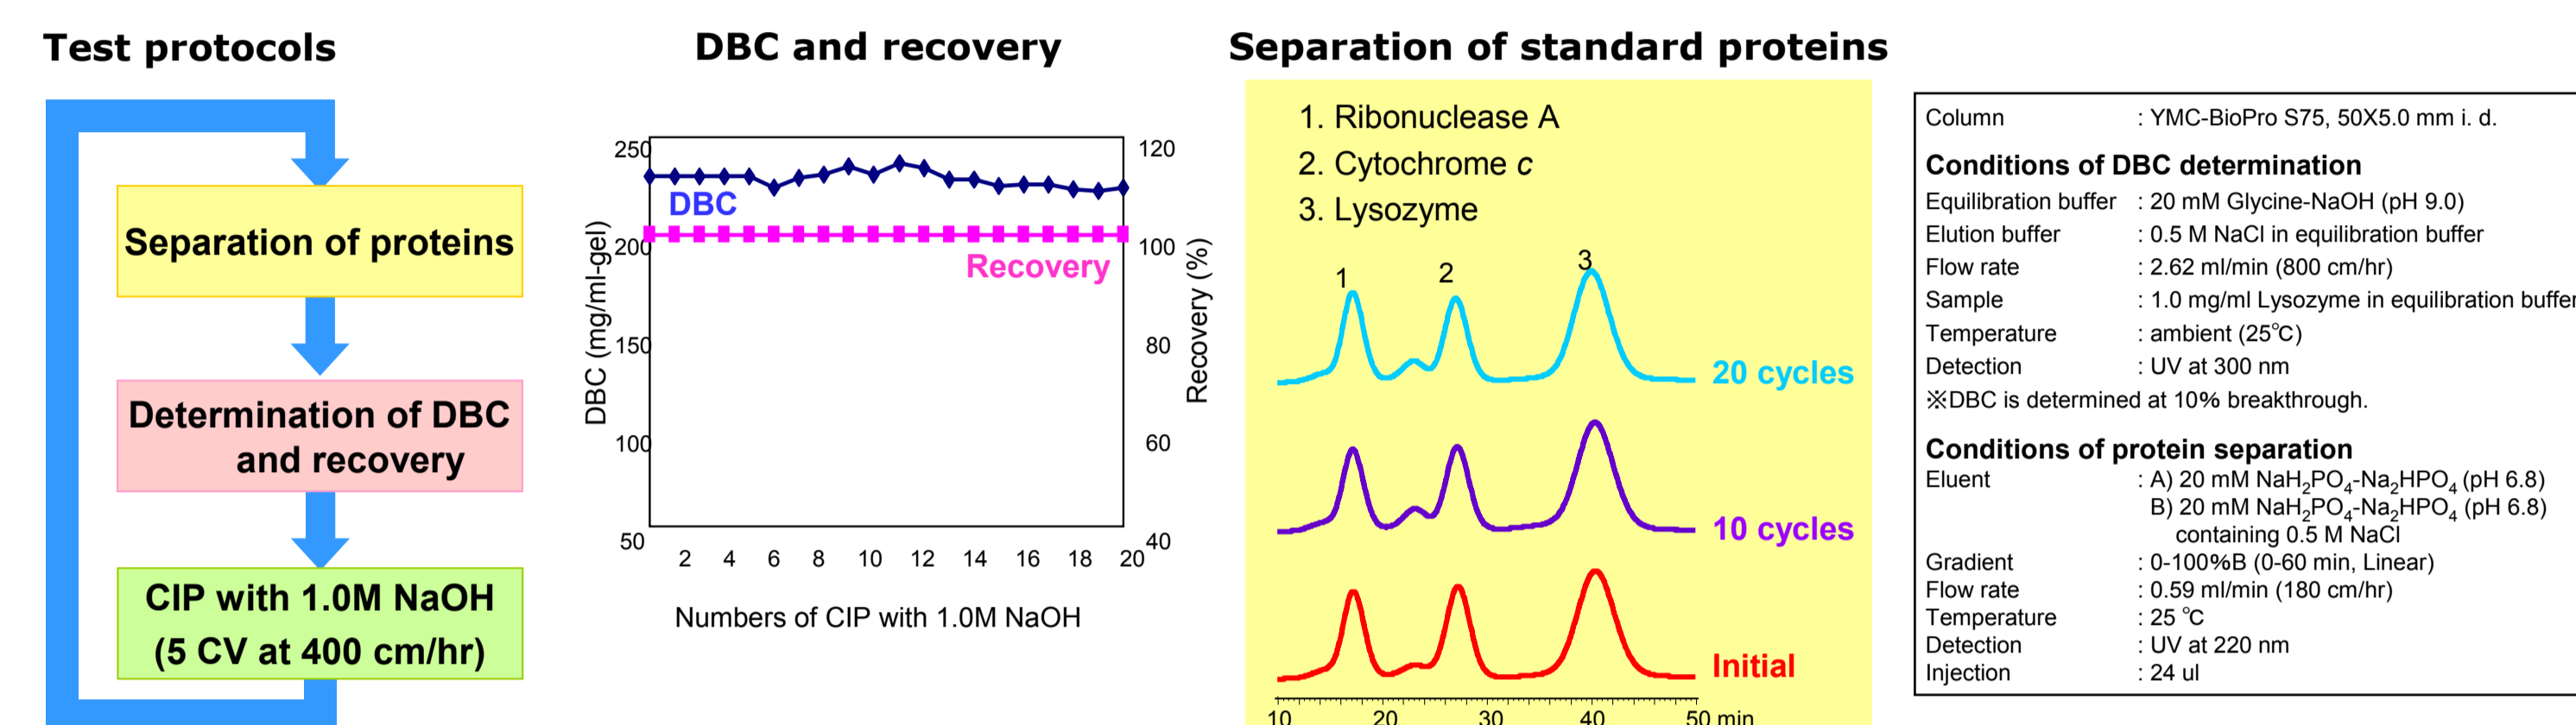 Test protocols
Separation of proteins
Determination of DBC
and recovery
CIP with 1.0M NaOH
(5 CV at 400 cm/hr)
DBC and recovery
250
200
150
100
50
DBC (mg/ml-gel)
DBC
Recovery
120
100
80
60
40
Recovery (%)
2 4 6 8 10 12 14 16 18 20
Numbers of CIP with 1.0M NaOH
Separation of standard proteins
1. Ribonuclease A
2. Cytochrome c
3. Lysozyme
1 2 3
20 cycles
10 cycles
Initial
10 20 30 40 50 min
Column : YMC-BioPro S75, 50X5.0 mm i. d.
Conditions of DBC determination
Equilibration buffer : 20 mM Glycine-NaOH (pH 9.0)
Elution buffer : 0.5 M NaCl in equilibration buffer
Flow rate : 2.62 ml/min (800 cm/hr)
Sample : 1.0 mg/ml Lysozyme in equilibration buffer
Temperature : ambient (25℃)
Detection : UV at 300 nm
※DBC is determined at 10% breakthrough.
Conditions of protein separation
Eluent : A) 20 mM NaH₂PO₄-Na₂HPO₄ (pH 6.8)
B) 20 mM NaH₂PO₄-Na₂HPO₄ (pH 6.8)
containing 0.5 M NaCl
Gradient : 0-100%B (0-60 min, Linear)
Flow rate : 0.59 ml/min (180 cm/hr)
Temperature : 25 ℃
Detection : UV at 220 nm
Injection : 24 ul